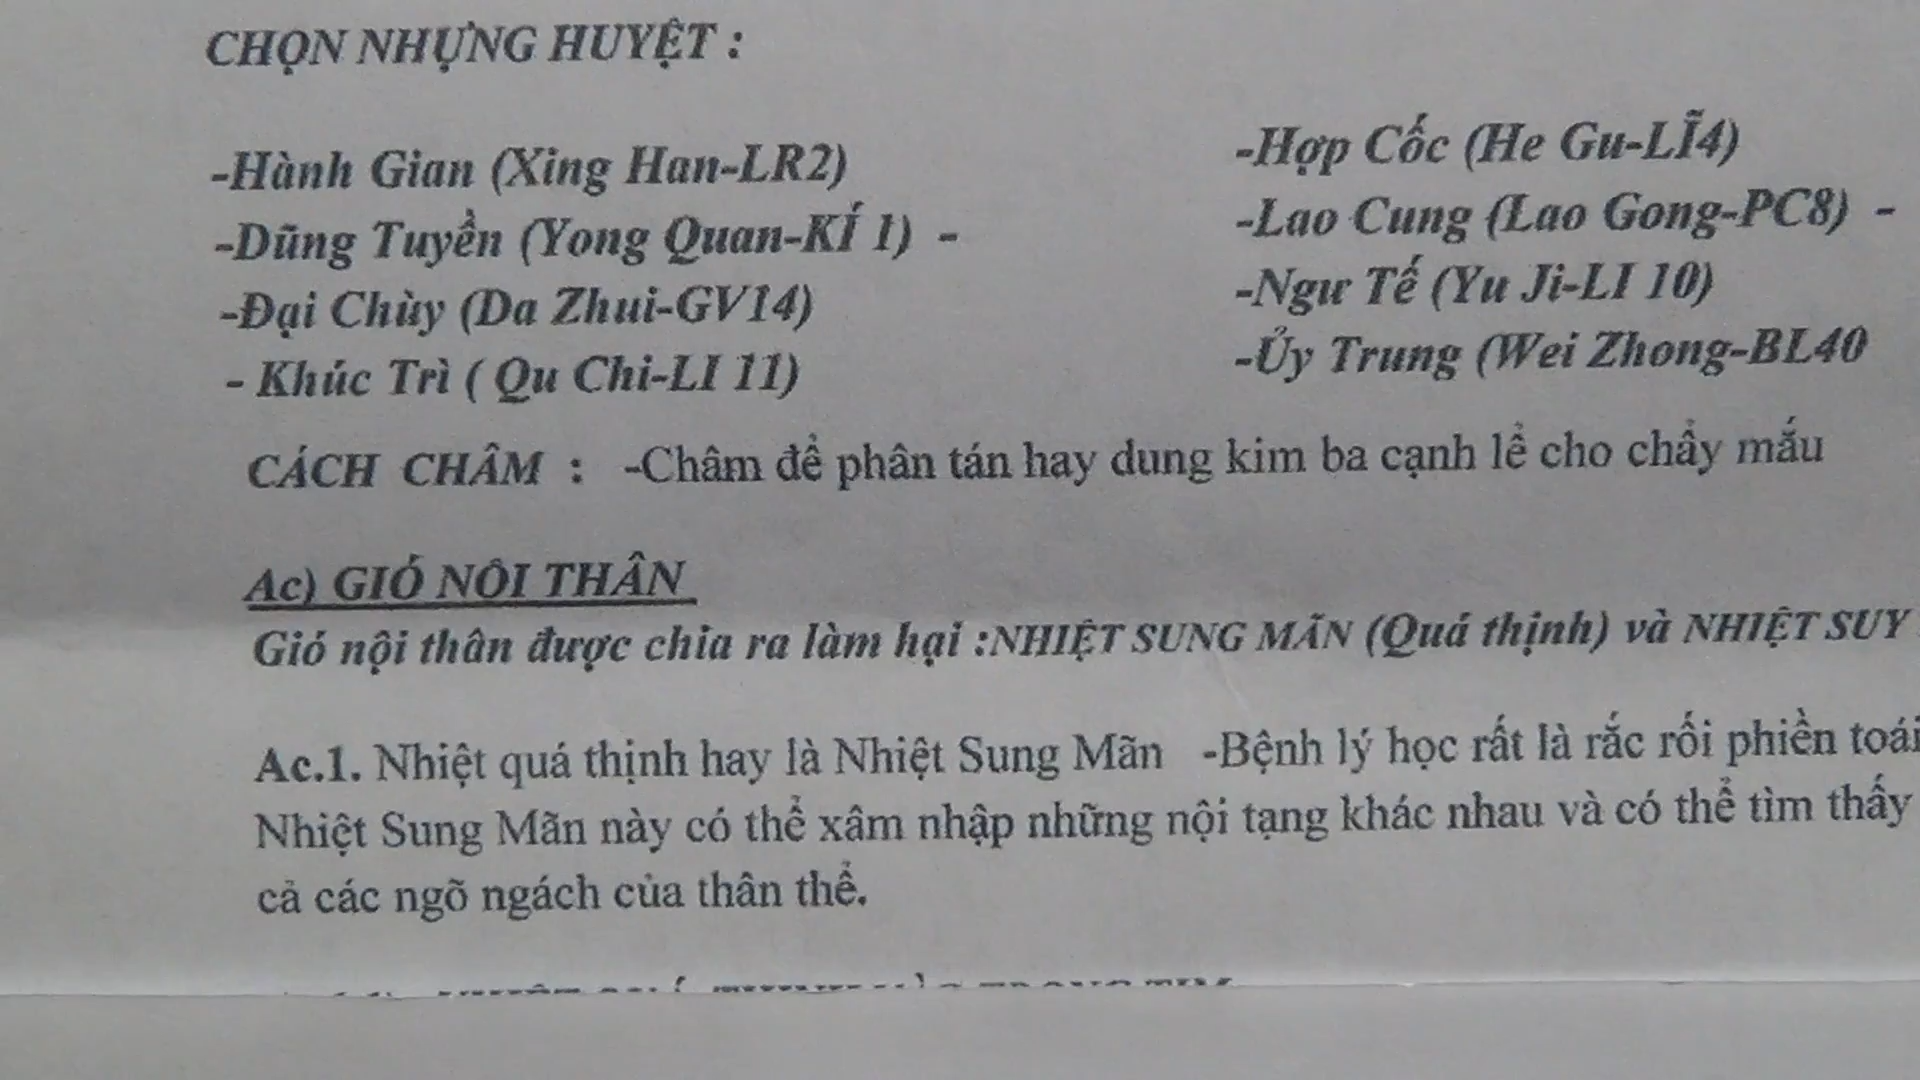 CHỌN NHỰNG HUYỆT :
-Hành Gian (Xing Han-LR2)
-Dũng Tuyền (Yong Quan-KÍ 1) -
-Đại Chùy (Da Zhui-GV14)
- Khúc Trì ( Qu Chi-LI 11)
-Hợp Cốc (He Gu-LĨ4)
-Lao Cung (Lao Gong-PC8) -
-Ngư Tế (Yu Ji-LI 10)
-Ủy Trung (Wei Zhong-BL40
CÁCH CHÂM : -Châm để phân tán hay dung kim ba cạnh lể cho chẩy mắu
Ac) GIÓ NÔI THÂN
Gió nội thân được chia ra làm hại :NHIỆT SUNG MÃN (Quá thịnh) và NHIỆT SUY
Ac.1. Nhiệt quá thịnh hay là Nhiệt Sung Mãn -Bệnh lý học rất là rắc rối phiền toái
Nhiệt Sung Mãn này có thể xâm nhập những nội tạng khác nhau và có thể tìm thấy
cả các ngõ ngách của thân thể.